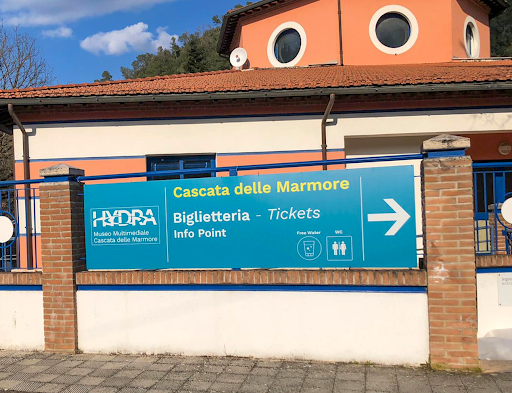 HYDRA
Museo Multimediale
Cascata delle Marmore
Cascata delle Marmore
Biglietteria - Tickets
Info Point
Free Water
WC